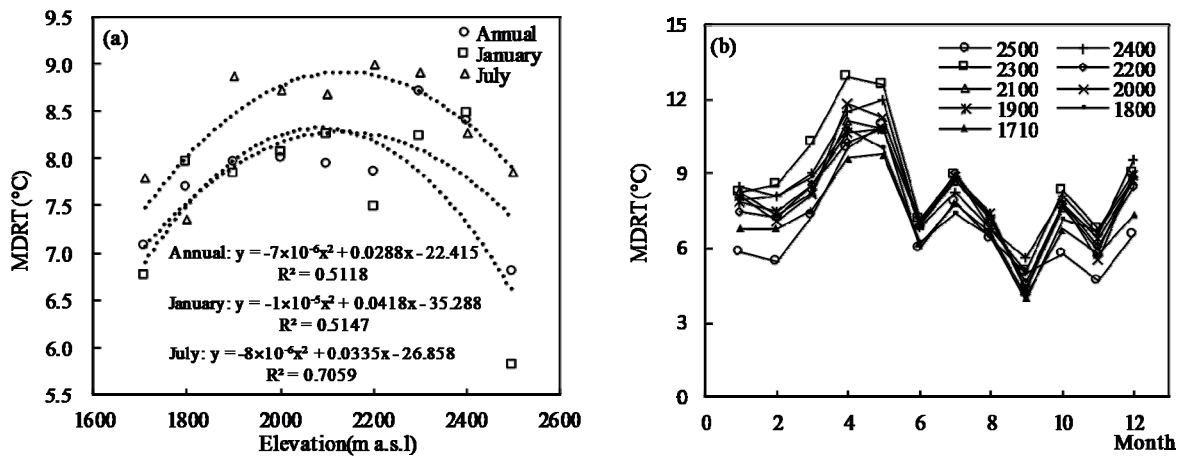 (a)
Annual
January
July
9.5
9.0
8.5
8.0
7.5
7.0
6.5
6.0
5.5
MDRT (°C)
Annual: y = -7×10⁻⁶x² + 0.0288x - 22.415
R² = 0.5118
January: y = -1×10⁻⁵x² + 0.0418x - 35.288
R² = 0.5147
July: y = -8×10⁻⁶x² + 0.0335x - 26.858
R² = 0.7059
1600 1800 2000 2200 2400 2600
Elevation(m a.s.l)
(b)
2500 2400
2300 2200
2100 2000
1900 1800
1710
15
12
9
6
3
0
MDRT (°C)
0 2 4 6 8 10 12
Month